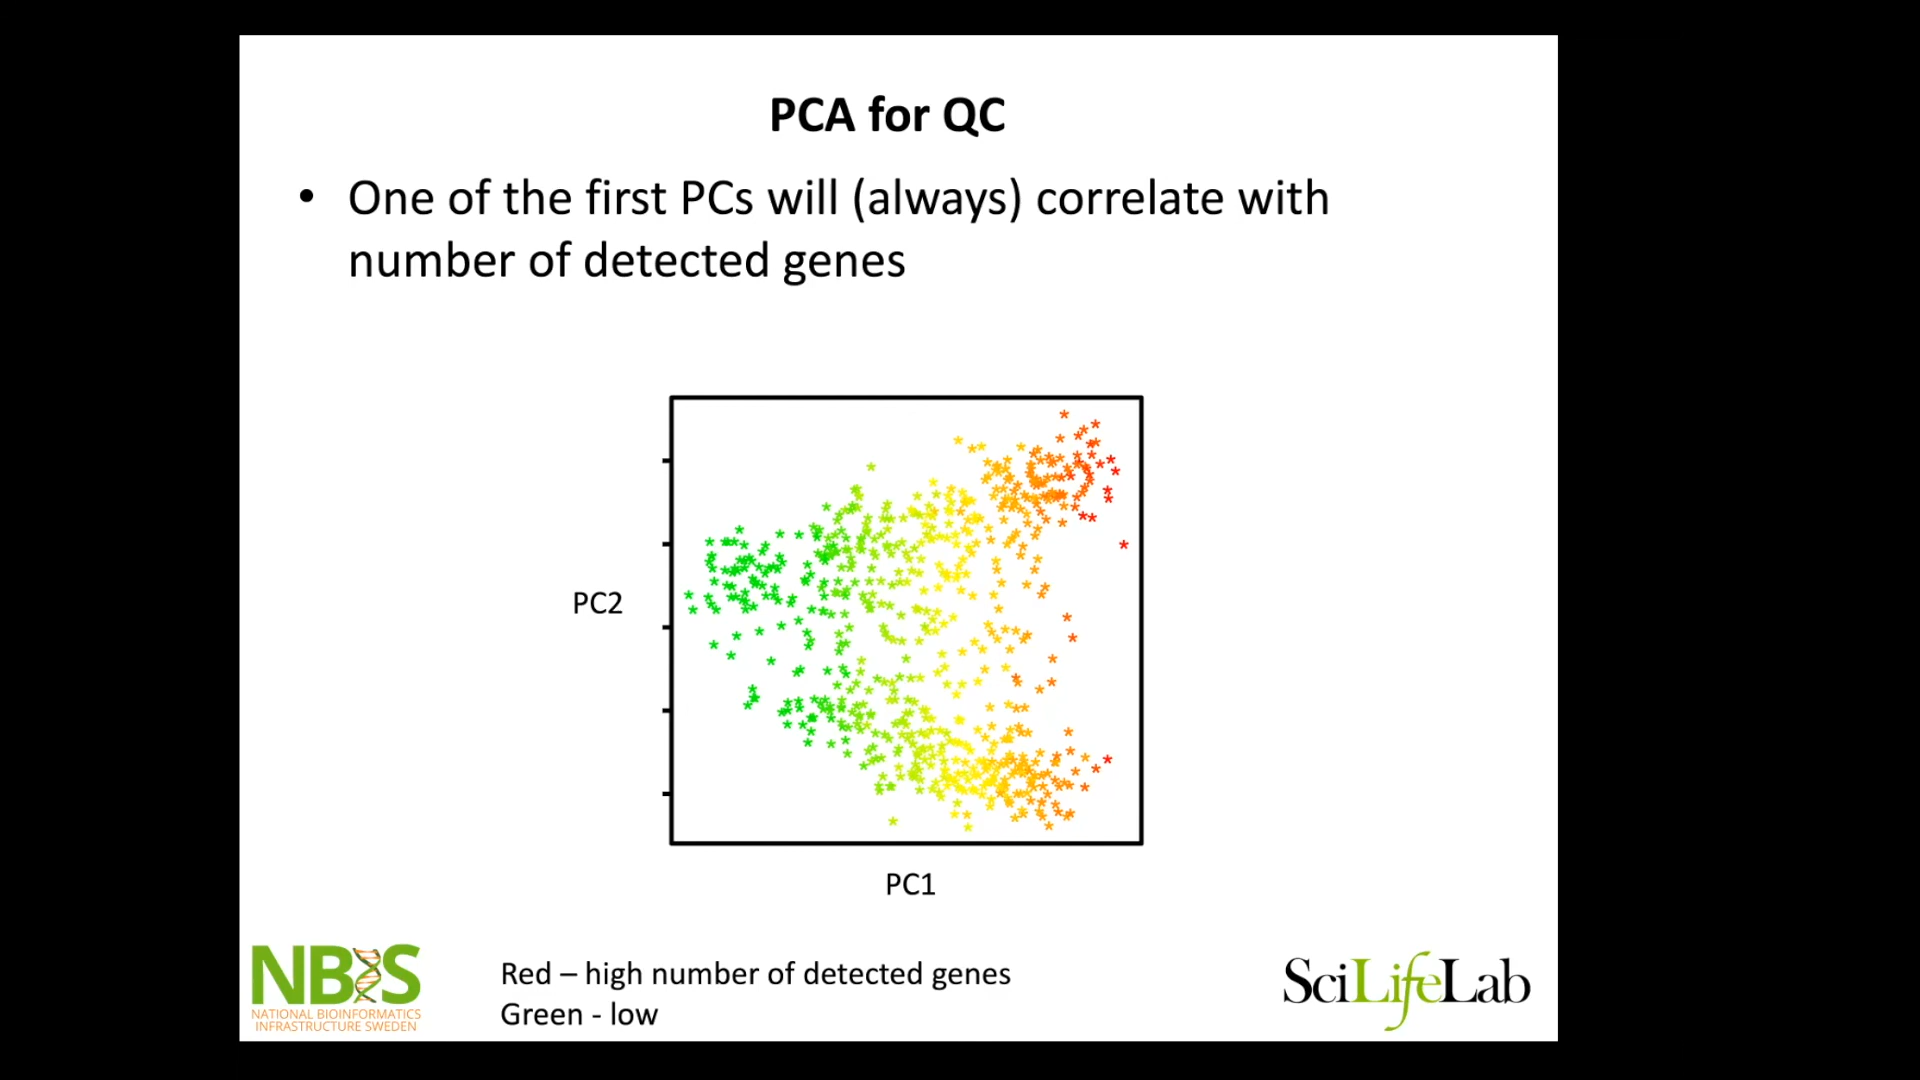 PCA for QC
• One of the first PCs will (always) correlate with
number of detected genes
PC2
PC1
Red – high number of detected genes
Green - low
NBIS
NATIONAL BIOINFORMATICS
INFRASTRUCTURE SWEDEN
SciLifeLab